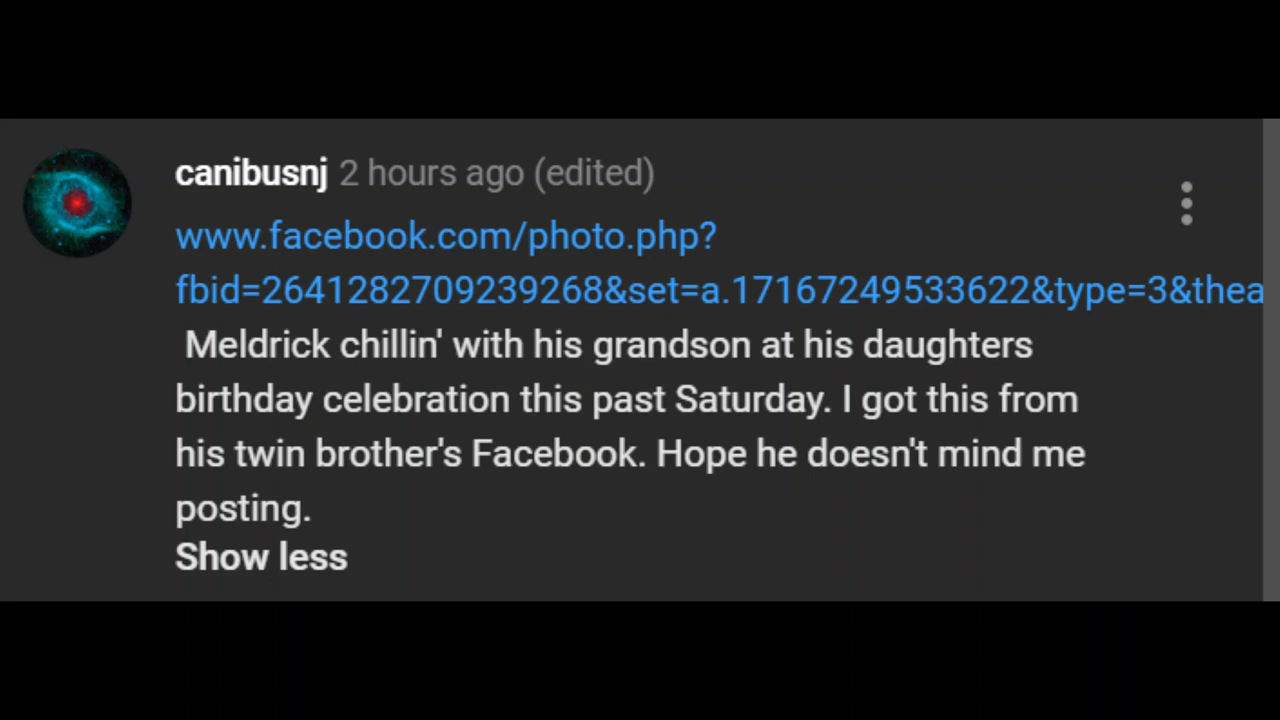 canibusnj 2 hours ago (edited)
www.facebook.com/photo.php?
fbid=2641282709239268&set=a.17167249533622&type=3&thea
Meldrick chillin' with his grandson at his daughters
birthday celebration this past Saturday. I got this from
his twin brother's Facebook. Hope he doesn't mind me
posting.
Show less